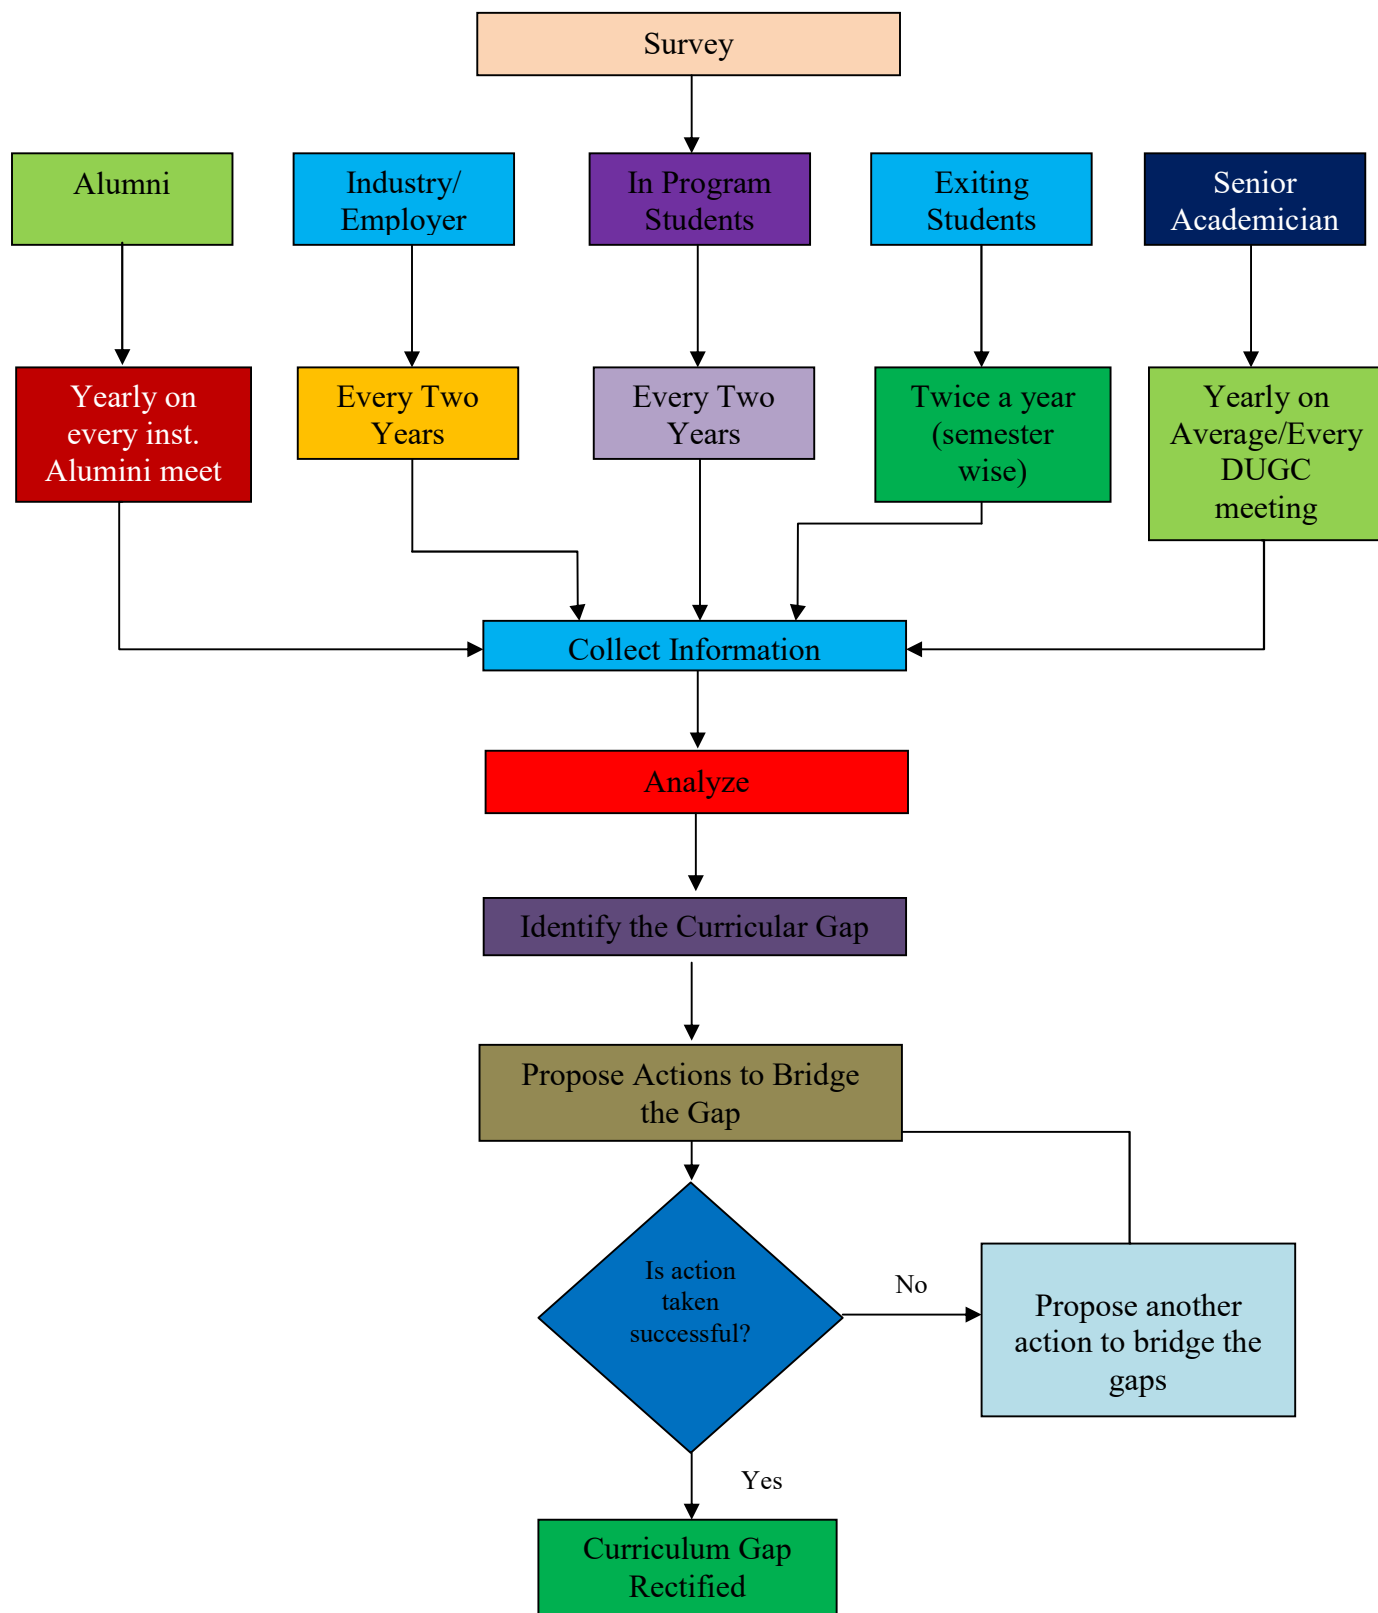 Survey
Alumni
Industry/
Employer
In Program
Students
Exiting
Students
Senior
Academician
Yearly on
every inst.
Alumini meet
Every Two
Years
Every Two
Years
Twice a year
(semester
wise)
Yearly on
Average/Every
DUGC
meeting
Collect Information
Analyze
Identify the Curricular Gap
Propose Actions to Bridge
the Gap
Is action
taken
successful?
No
Propose another
action to bridge the
gaps
Yes
Curriculum Gap
Rectified